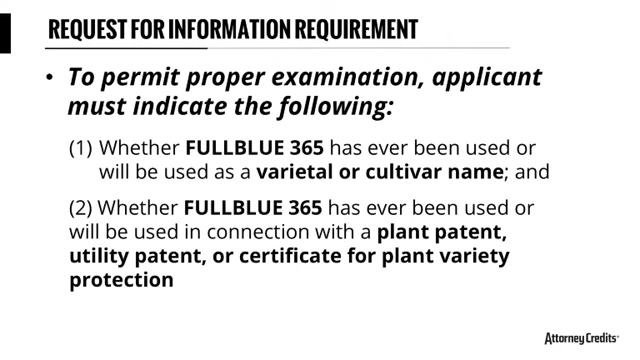 REQUEST FOR INFORMATION REQUIREMENT
• To permit proper examination, applicant
must indicate the following:
(1) Whether FULLBLUE 365 has ever been used or
will be used as a varietal or cultivar name; and
(2) Whether FULLBLUE 365 has ever been used or
will be used in connection with a plant patent,
utility patent, or certificate for plant variety
protection
AttorneyCredits